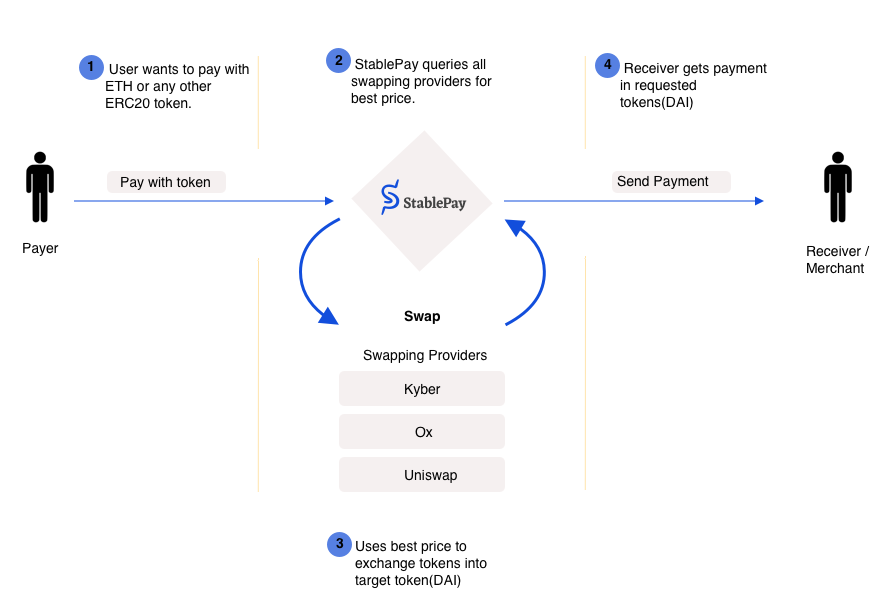 1
User wants to pay with
ETH or any other
ERC20 token.
2
StablePay queries all
swapping providers for
best price.
4
Receiver gets payment
in requested
tokens(DAI)
Pay with token
Send Payment
StablePay
Payer
Receiver /
Merchant
Swap
Swapping Providers
Kyber
Ox
Uniswap
3
Uses best price to
exchange tokens into
target token(DAI)